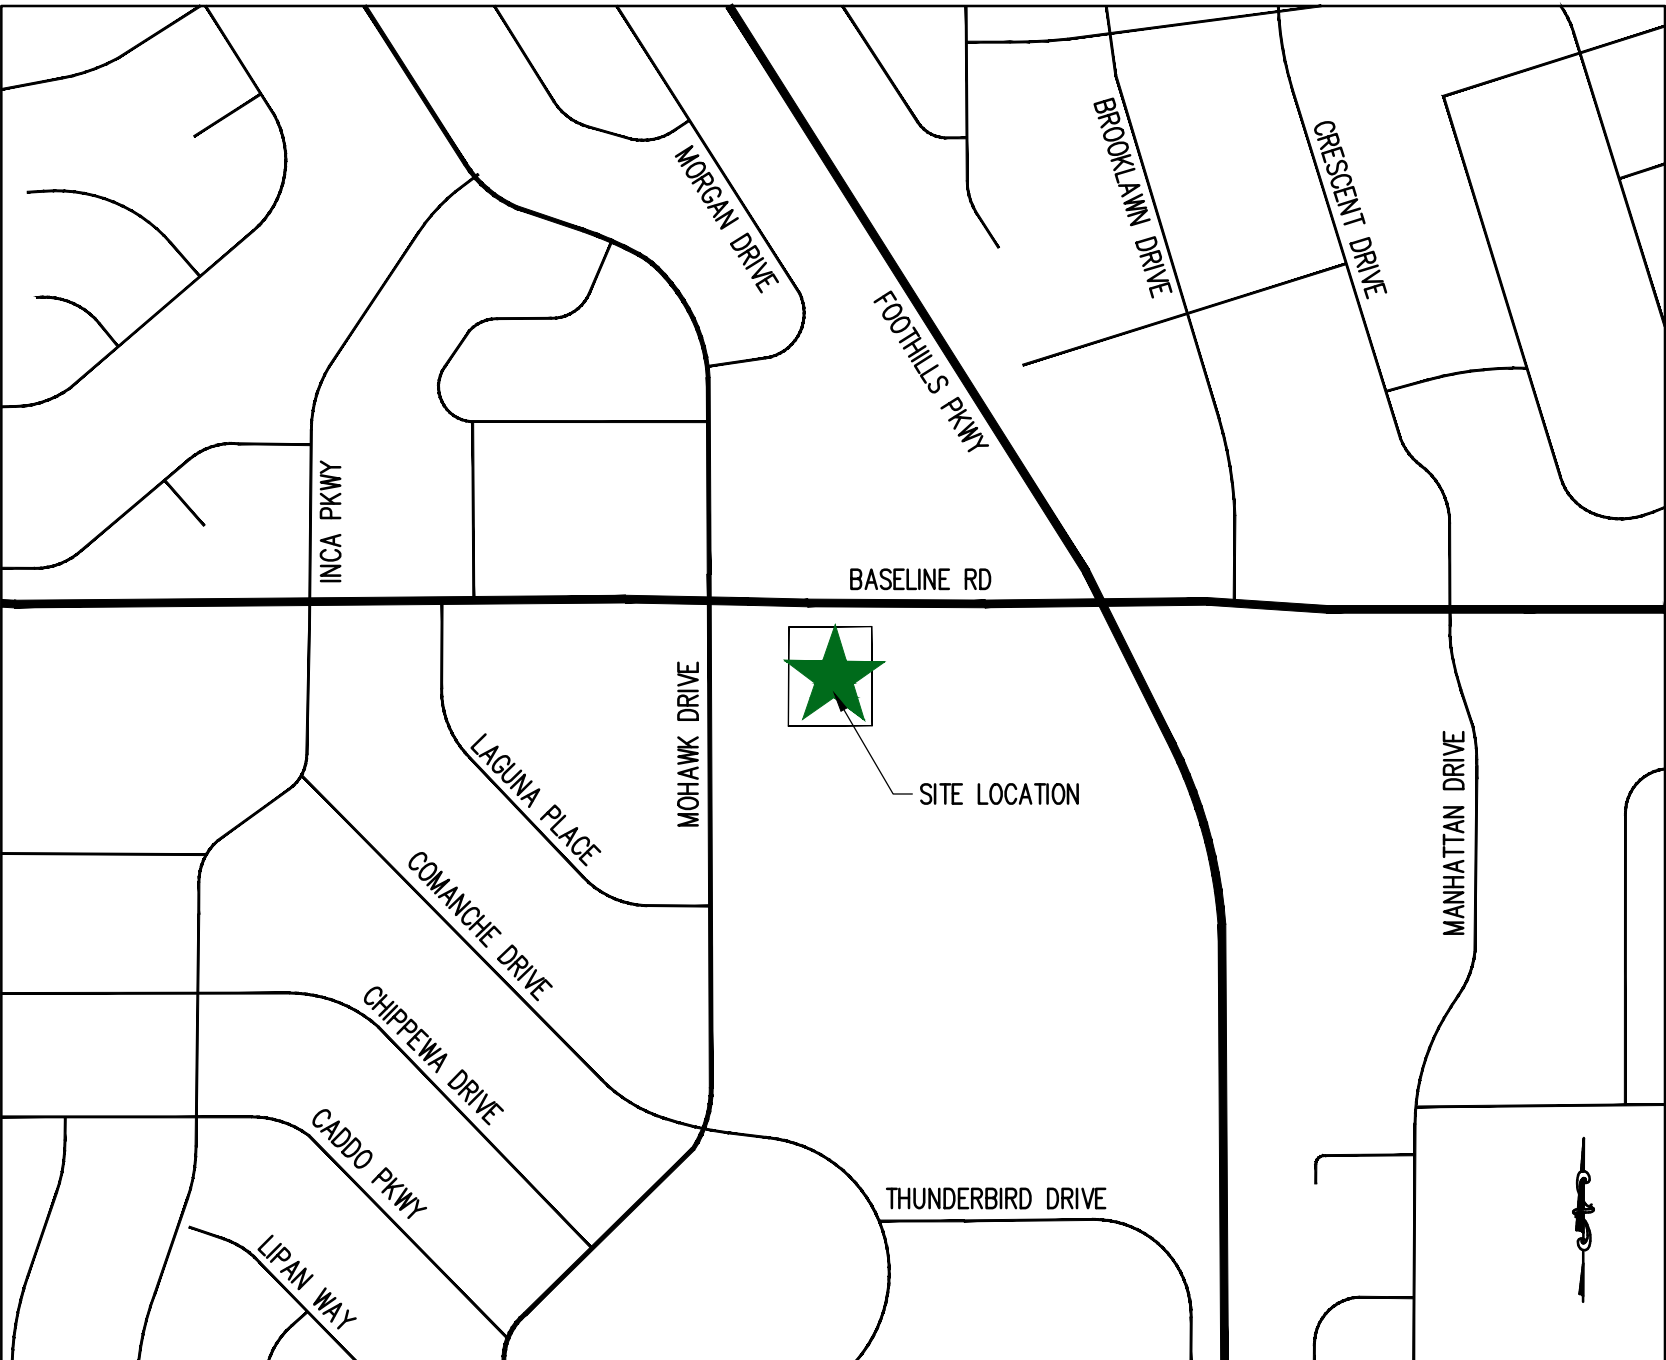 BROOKLAWN DRIVE
CRESCENT DRIVE
MORGAN DRIVE
FOOTHILLS PKWY
INCA PKWY
BASELINE RD
MOHAWK DRIVE
LAGUNA PLACE
SITE LOCATION
MANHATTAN DRIVE
COMANCHE DRIVE
CHIPPEWA DRIVE
CADDO PKWY
THUNDERBIRD DRIVE
LIPAN WAY